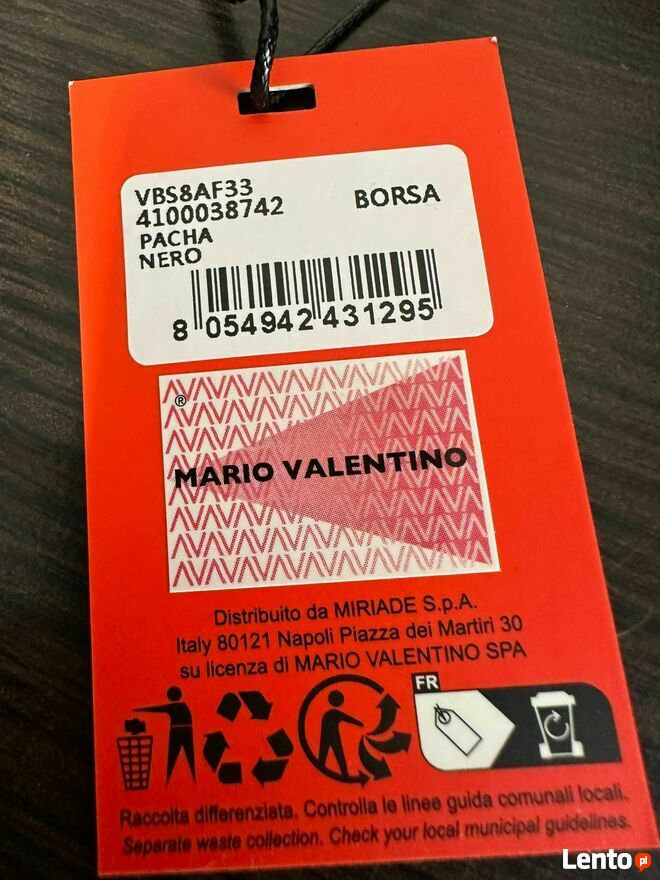 VBS8AF33
4100038742 BORSA
PACHA
NERO
8 054942 431295
®
MARIO VALENTINO
Distribuito da MIRIADE S.p.A.
Italy 80121 Napoli Piazza dei Martiri 30
su licenza di MARIO VALENTINO SPA
FR
Raccolta differenziata. Controlla le linee guida comunali locali.
Separate waste collection. Check your local municipal guidelines.
Lento pl